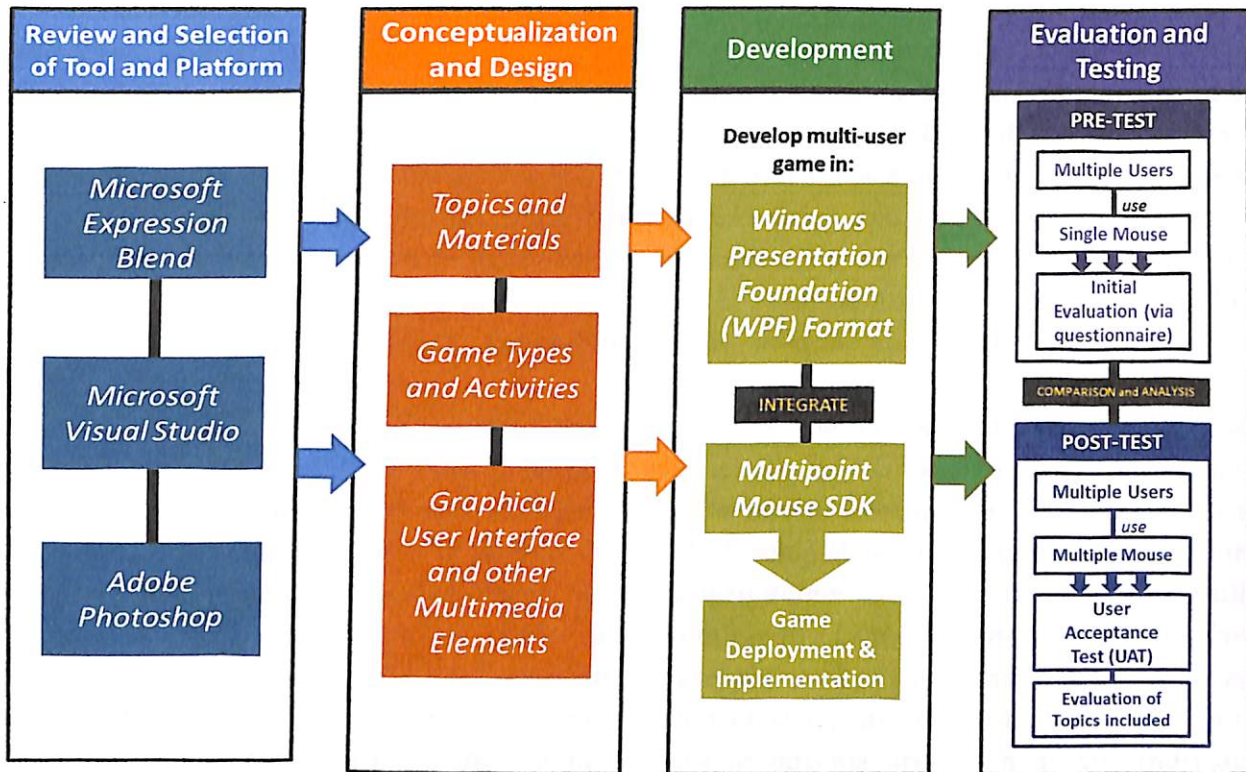 Review and Selection
of Tool and Platform
Microsoft
Expression
Blend
Microsoft
Visual Studio
Adobe
Photoshop
Conceptualization
and Design
Topics and
Materials
Game Types
and Activities
Graphical
User Interface
and other
Multimedia
Elements
Development
Develop multi-user
game in:
Windows
Presentation
Foundation
(WPF) Format
INTEGRATE
Multipoint
Mouse SDK
Game
Deployment &
Implementation
Evaluation and
Testing
PRE-TEST
Multiple Users
use
Single Mouse
Initial
Evaluation (via
questionnaire)
COMPARISON and ANALYSIS
POST-TEST
Multiple Users
use
Multiple Mouse
User
Acceptance
Test (UAT)
Evaluation of
Topics included